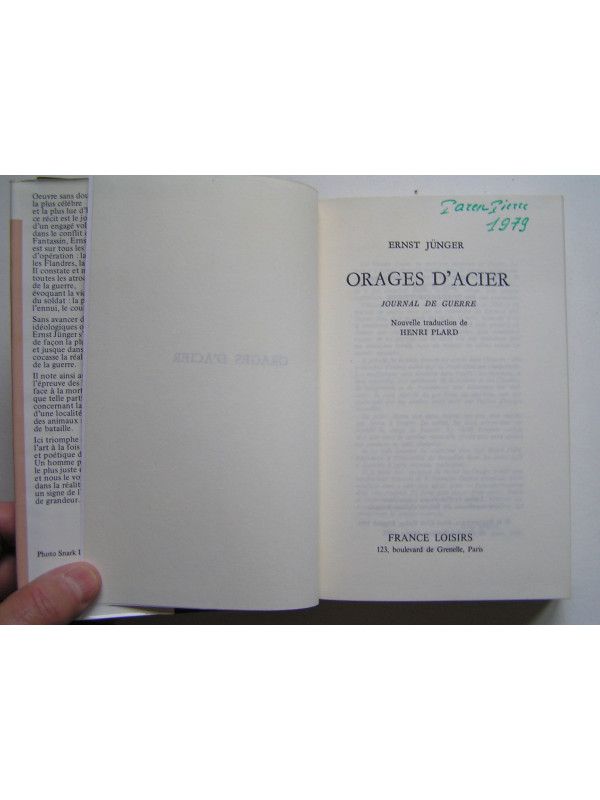 Oeuvre sans dou
la plus célèbre
et la plus lue d'
ce récit est le jo
d'un engagé vol
dans le conflit d
Fantassin, Erns
est sur tous les
d'opération : la
les Flandres, la
Il constate et n
toutes les atroc
de la guerre,
évoquant la vi
du soldat : la p
l'ennui, le cou
Sans avancer d
idéologiques o
Ernst Jünger s'
de façon la pl
et jusque dans
cocasse la réal
de la guerre.
Il note ainsi a
l'épreuve des
face à la mort
que telle parti
concernant la
d'une localité
des animaux
de bataille.
Ici triomphe
l'art à la fois
et poétique d
Un homme p
le plus juste
et nous le vo
dans la réalit
un signe de l'
de grandeur.
Photo Snark I
ORAGES D'ACIER
Pierre
1979
ERNST JÜNGER
ORAGES D'ACIER
JOURNAL DE GUERRE
Nouvelle traduction de
HENRI PLARD
FRANCE LOISIRS
123, boulevard de Grenelle, Paris